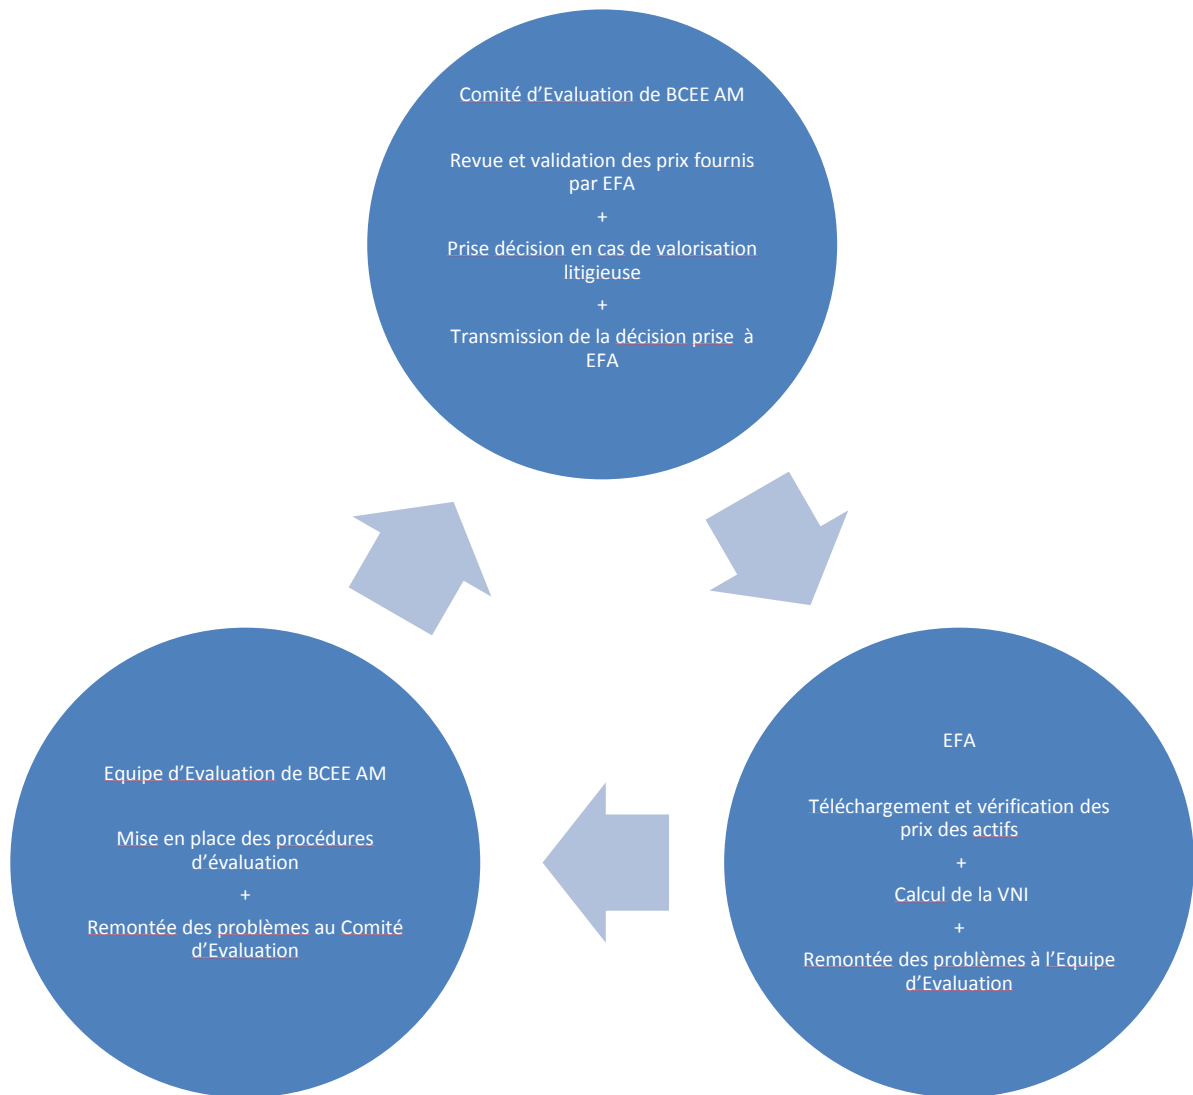 Comité d’Evaluation de BCEE AM
Revue et validation des prix fournis
par EFA
+
Prise décision en cas de valorisation
litigieuse
+
Transmission de la décision prise  à
EFA
Equipe d’Evaluation de BCEE AM
Mise en place des procédures
d’évaluation
+
Remontée des problèmes au Comité
d’Evaluation
EFA
Téléchargement et vérification des
prix des actifs
+
Calcul de la VNI
+
Remontée des problèmes à l’Equipe
d’Evaluation